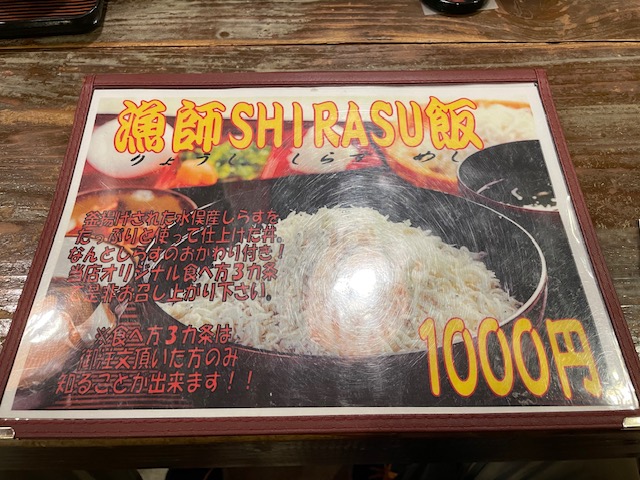 漁師SHIRASU飯
りょうし しらす めし
釜揚げされた水俣産しらすを
たっぷりと使って仕上げた丼。
なんとしらすのおかわり付き!
当店オリジナル食べ方3カ条
是非お召し上がり下さい。
※食べ方3カ条は
御注文頂いた方のみ
知ることが出来ます!!
1000円